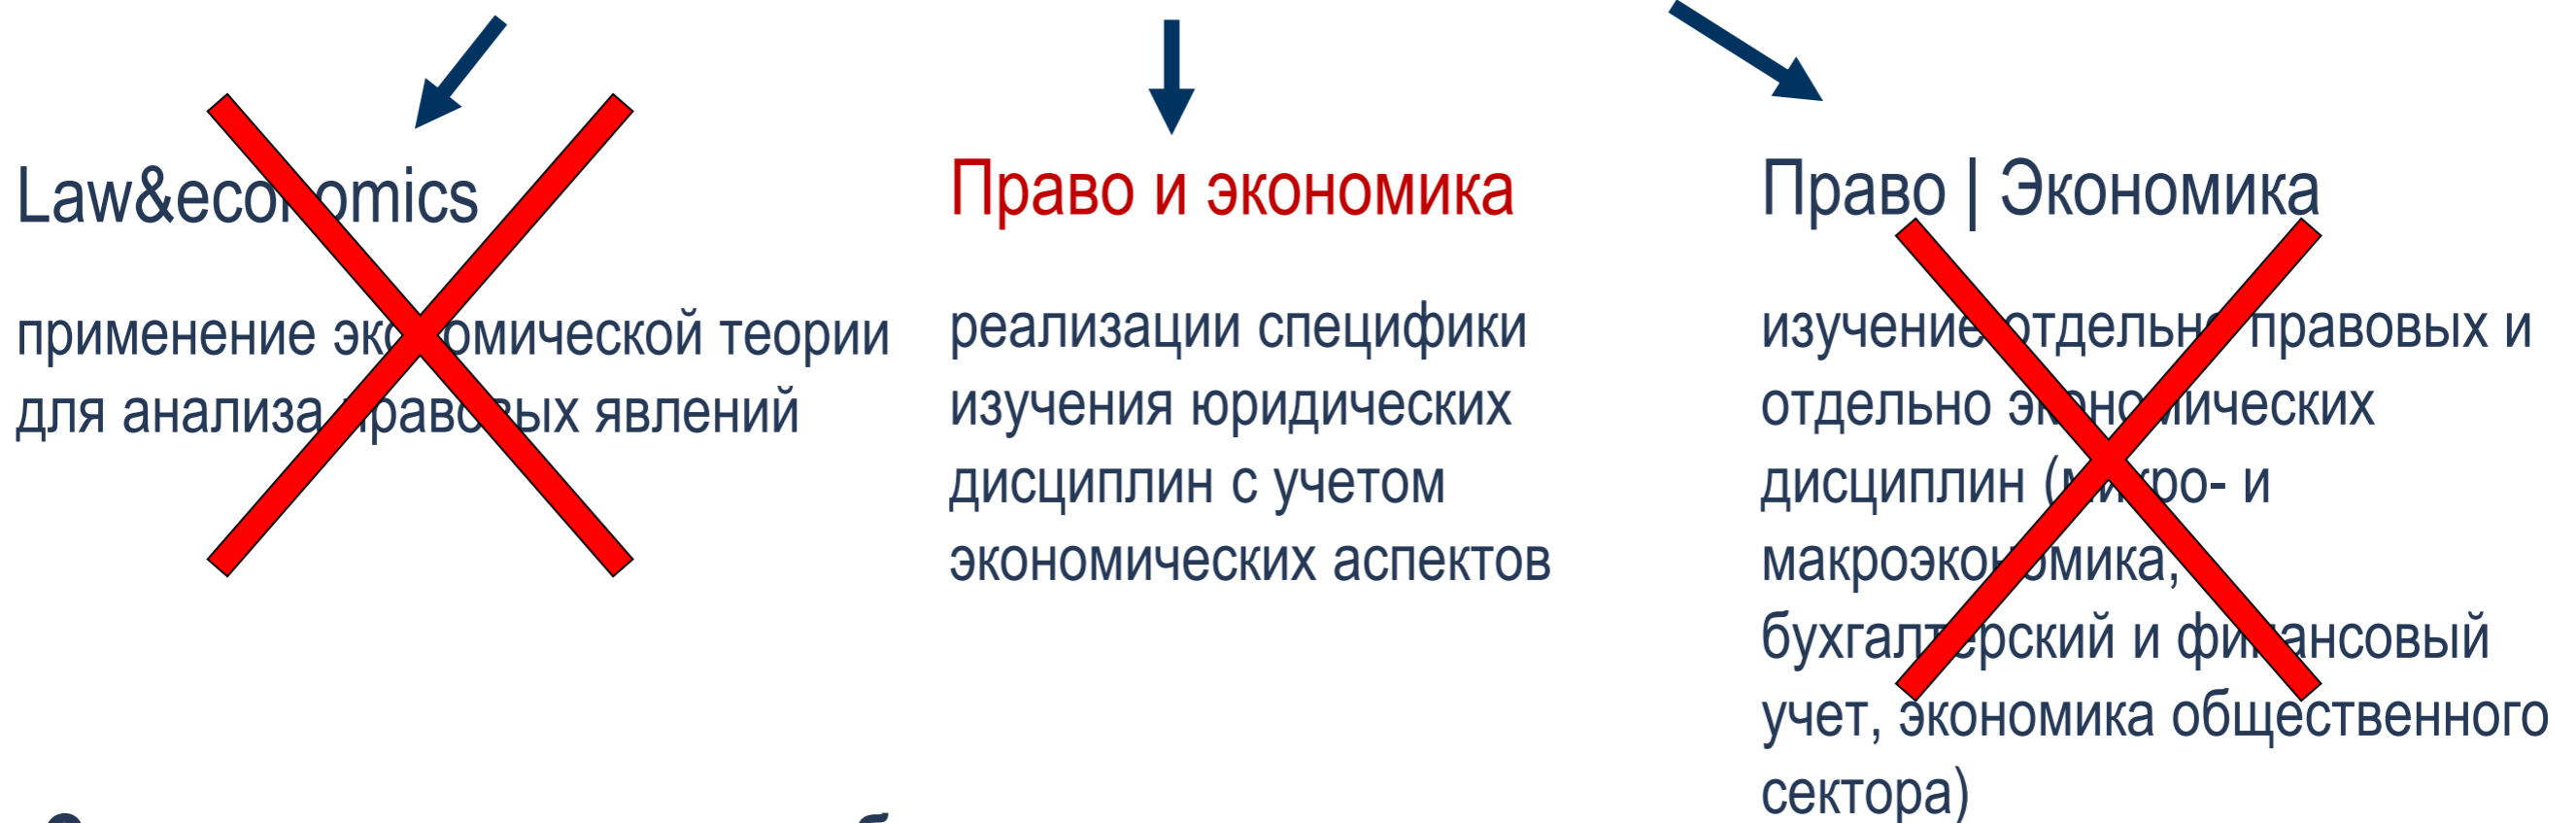 Law&economics
применение экономической теории
для анализа правовых явлений
Право и экономика
реализации специфики
изучения юридических
дисциплин с учетом
экономических аспектов
Право | Экономика
изучение отдельно правовых и
отдельно экономических
дисциплин (микро- и
макроэкономика,
бухгалтерский и финансовый
учет, экономика общественного
сектора)